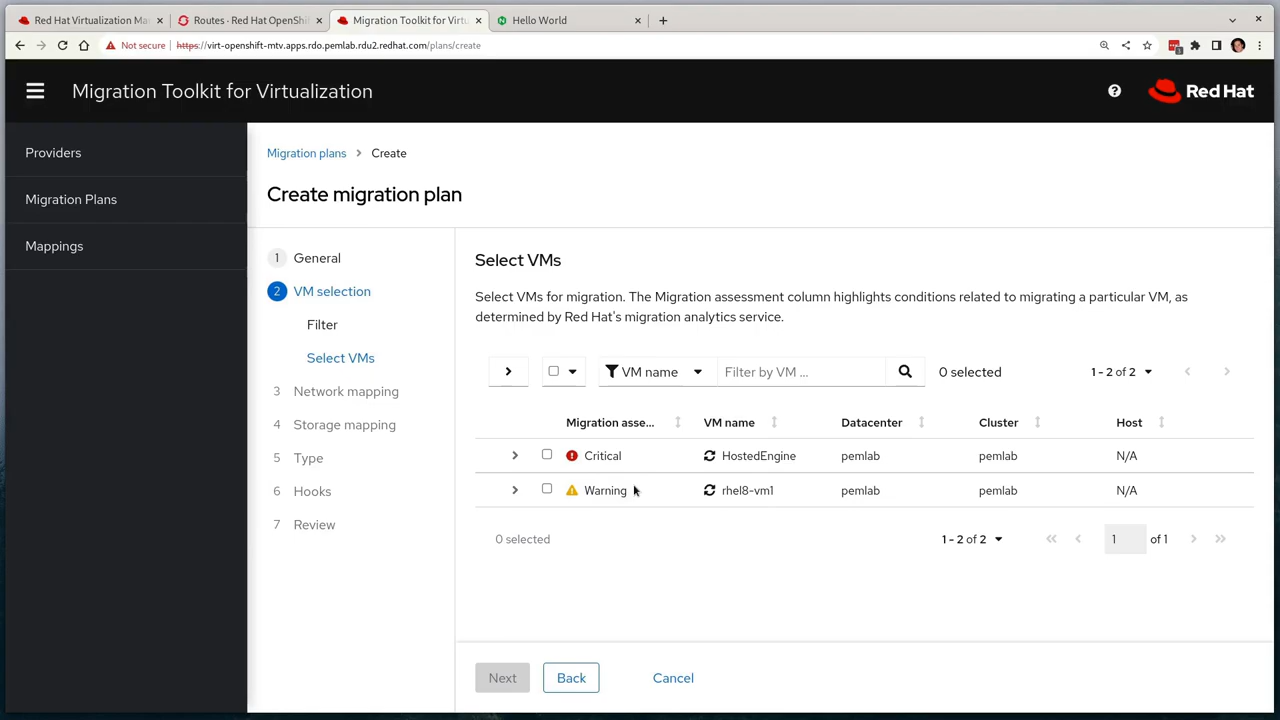 Red Hat Virtualization Ma
Routes · Red Hat OpenShi
Migration Toolkit for Virtu
Hello World
Not secure
https://virt-openshift-mtv.apps.rdo.pemlab.rdu2.redhat.com/plans/create
Migration Toolkit for Virtualization
Red Hat
Providers
Migration Plans
Mappings
Migration plans > Create
Create migration plan
1 General
2 VM selection
Filter
Select VMs
3 Network mapping
4 Storage mapping
5 Type
6 Hooks
7 Review
Select VMs
Select VMs for migration. The Migration assessment column highlights conditions related to migrating a particular VM, as
determined by Red Hat's migration analytics service.
VM name
Filter by VM ...
0 selected
1 - 2 of 2
Migration asse... VM name Datacenter Cluster Host
Critical HostedEngine pemlab pemlab N/A
Warning rhel8-vm1 pemlab pemlab N/A
0 selected
1 - 2 of 2
1 of 1
Next
Back
Cancel